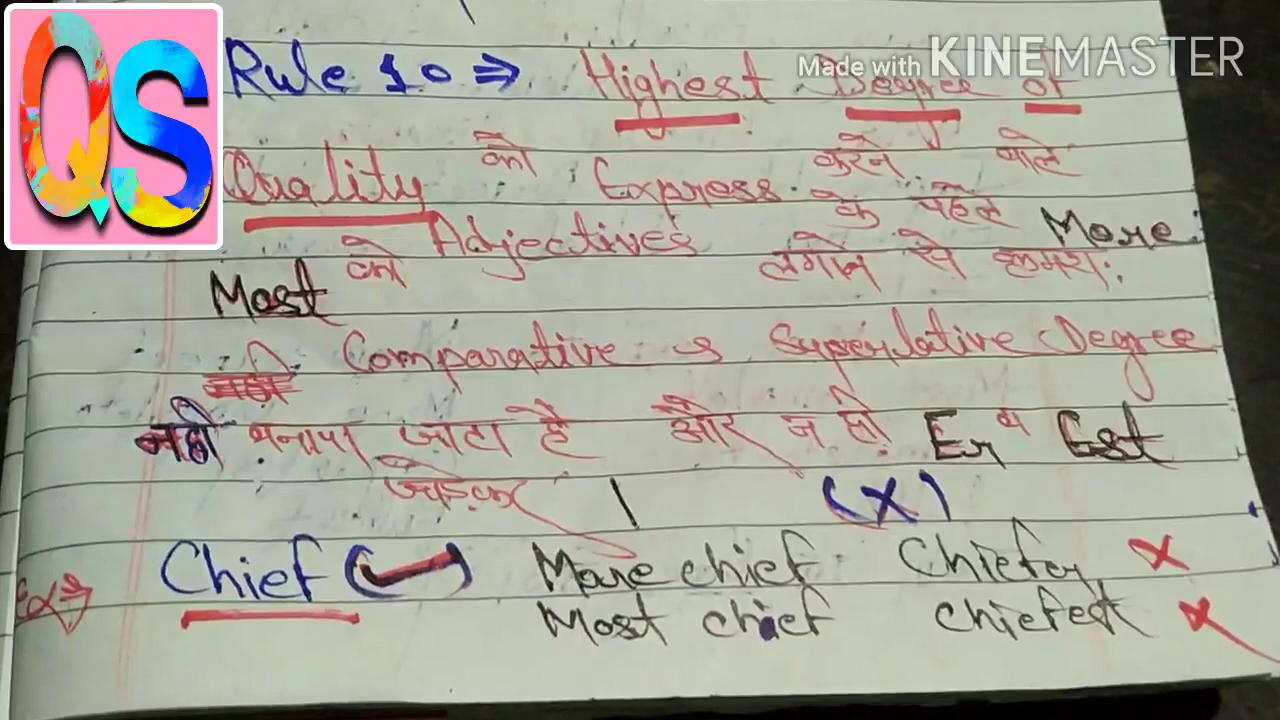 QS
Made with KINEMASTER
Rule 10 ⇒ Highest Degree of
Quality को Express करने वाले
Adjectives के पहले More
Most को लगाने से क्रमशः
Comparative व Superlative Degree
नही बनाया जाता है और न ही Er व Est
जोड़कर | (X)
Ex⇒ Chief (✓) More chief Chiefer ×
Most chief chiefest ×